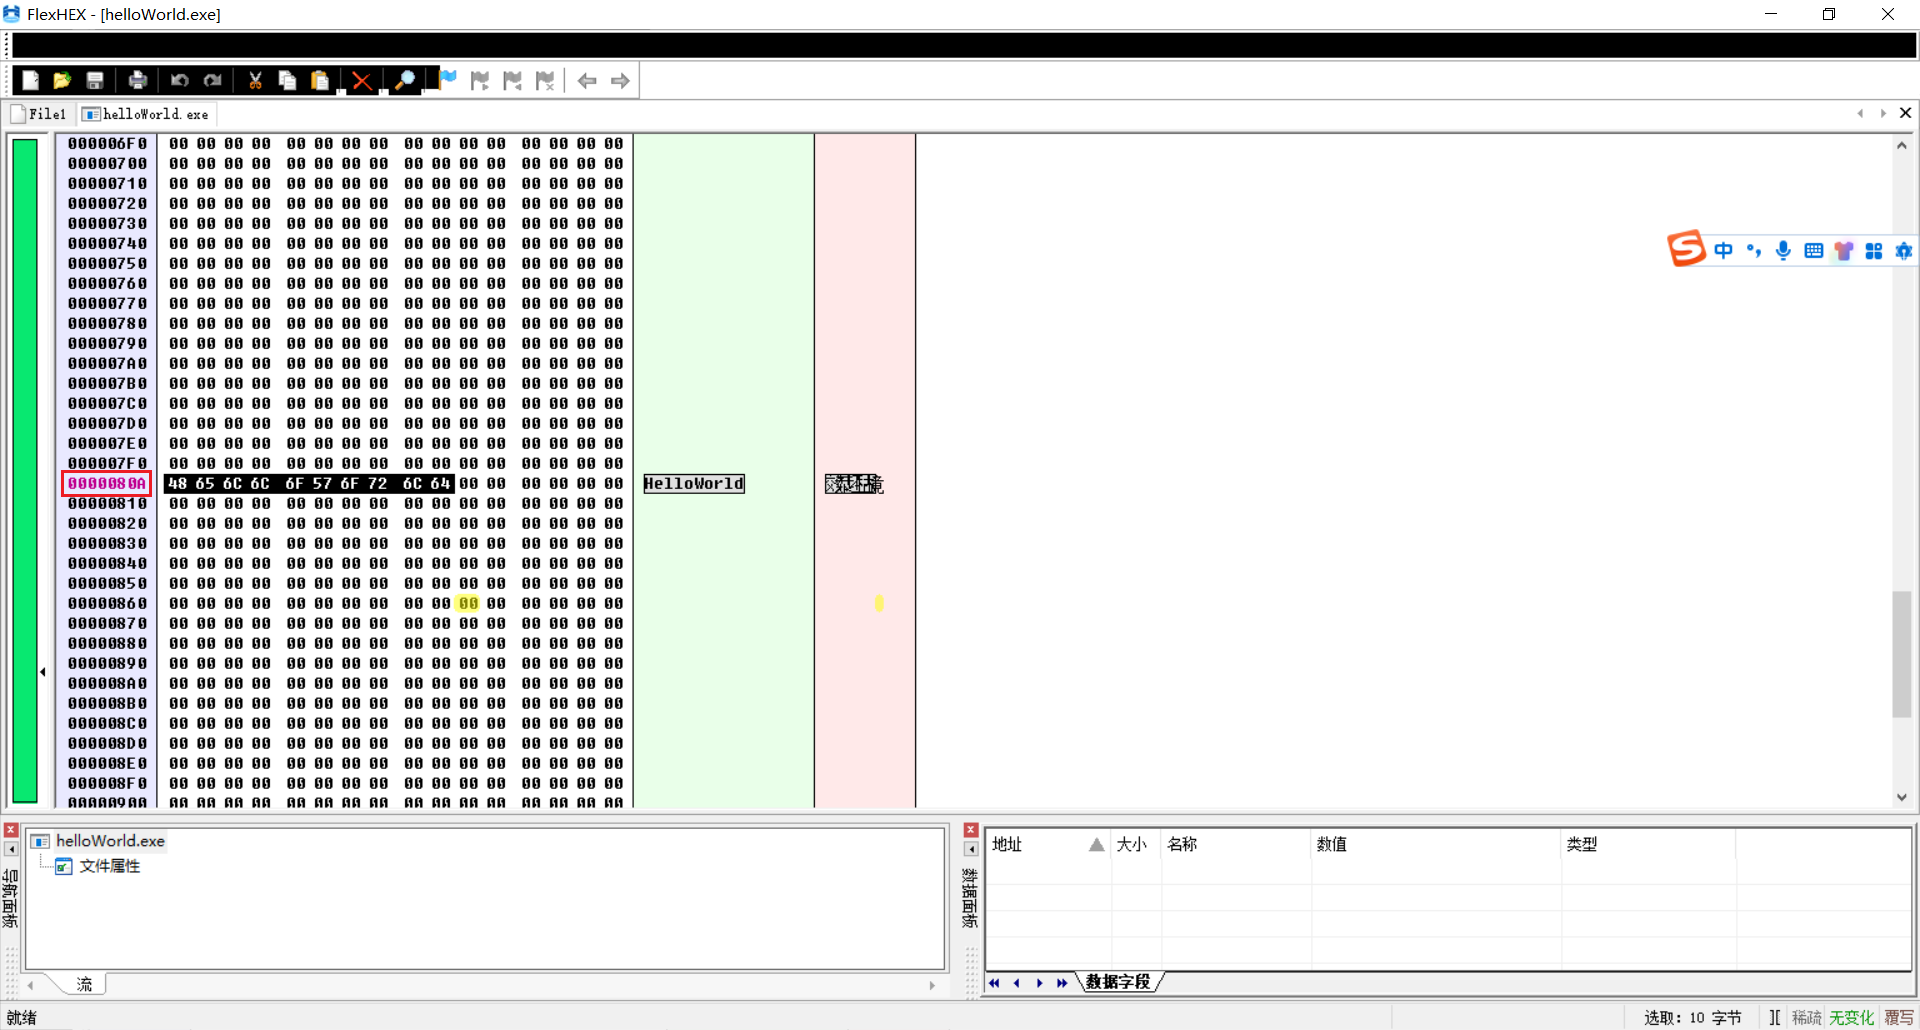 FlexHEX - [helloWorld.exe]
File1
helloWorld.exe
000006F0 00 00 00 00 00 00 00 00 00 00 00 00 00 00 00 00
00000700 00 00 00 00 00 00 00 00 00 00 00 00 00 00 00 00
00000710 00 00 00 00 00 00 00 00 00 00 00 00 00 00 00 00
00000720 00 00 00 00 00 00 00 00 00 00 00 00 00 00 00 00
00000730 00 00 00 00 00 00 00 00 00 00 00 00 00 00 00 00
00000740 00 00 00 00 00 00 00 00 00 00 00 00 00 00 00 00
00000750 00 00 00 00 00 00 00 00 00 00 00 00 00 00 00 00
00000760 00 00 00 00 00 00 00 00 00 00 00 00 00 00 00 00
00000770 00 00 00 00 00 00 00 00 00 00 00 00 00 00 00 00
00000780 00 00 00 00 00 00 00 00 00 00 00 00 00 00 00 00
00000790 00 00 00 00 00 00 00 00 00 00 00 00 00 00 00 00
000007A0 00 00 00 00 00 00 00 00 00 00 00 00 00 00 00 00
000007B0 00 00 00 00 00 00 00 00 00 00 00 00 00 00 00 00
000007C0 00 00 00 00 00 00 00 00 00 00 00 00 00 00 00 00
000007D0 00 00 00 00 00 00 00 00 00 00 00 00 00 00 00 00
000007E0 00 00 00 00 00 00 00 00 00 00 00 00 00 00 00 00
000007F0 00 00 00 00 00 00 00 00 00 00 00 00 00 00 00 00
0000080A 48 65 6C 6C 6F 57 6F 72 6C 64 00 00 00 00 00 00 HelloWorld
00000810 00 00 00 00 00 00 00 00 00 00 00 00 00 00 00 00
00000820 00 00 00 00 00 00 00 00 00 00 00 00 00 00 00 00
00000830 00 00 00 00 00 00 00 00 00 00 00 00 00 00 00 00
00000840 00 00 00 00 00 00 00 00 00 00 00 00 00 00 00 00
00000850 00 00 00 00 00 00 00 00 00 00 00 00 00 00 00 00
00000860 00 00 00 00 00 00 00 00 00 00 00 00 00 00 00 00
00000870 00 00 00 00 00 00 00 00 00 00 00 00 00 00 00 00
00000880 00 00 00 00 00 00 00 00 00 00 00 00 00 00 00 00
00000890 00 00 00 00 00 00 00 00 00 00 00 00 00 00 00 00
000008A0 00 00 00 00 00 00 00 00 00 00 00 00 00 00 00 00
000008B0 00 00 00 00 00 00 00 00 00 00 00 00 00 00 00 00
000008C0 00 00 00 00 00 00 00 00 00 00 00 00 00 00 00 00
000008D0 00 00 00 00 00 00 00 00 00 00 00 00 00 00 00 00
000008E0 00 00 00 00 00 00 00 00 00 00 00 00 00 00 00 00
000008F0 00 00 00 00 00 00 00 00 00 00 00 00 00 00 00 00
00000900 00 00 00 00 00 00 00 00 00 00 00 00 00 00 00 00
中
helloWorld.exe
文件属性
导航面板
流
数据面板
地址 大小 名称 数值 类型
数据字段
就绪
选取: 10 字节 ][ 稀疏 无变化 覆写